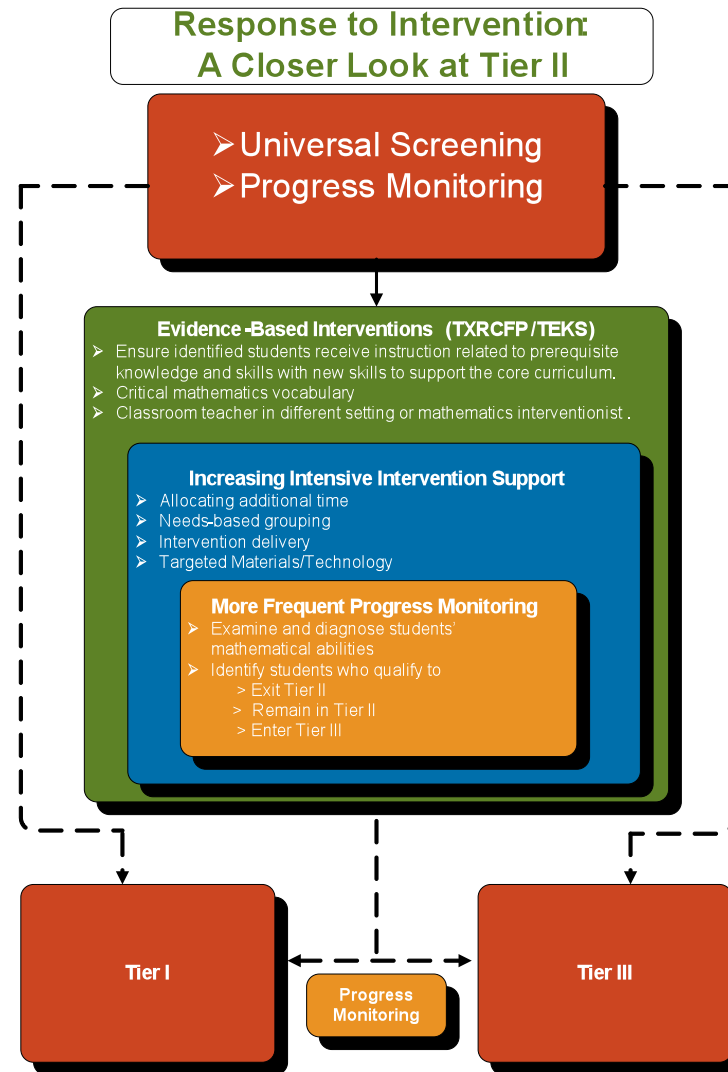 Response to Intervention:
A Closer Look at Tier II
➢ Universal Screening
➢ Progress Monitoring
Evidence-Based Interventions (TXRCFP/TEKS)
➢ Ensure identified students receive instruction related to prerequisite
knowledge and skills with new skills to support the core curriculum.
➢ Critical mathematics vocabulary
➢ Classroom teacher in different setting or mathematics interventionist .
Increasing Intensive Intervention Support
➢ Allocating additional time
➢ Needs-based grouping
➢ Intervention delivery
➢ Targeted Materials/Technology
More Frequent Progress Monitoring
➢ Examine and diagnose students’
mathematical abilities
➢ Identify students who qualify to
> Exit Tier II
> Remain in Tier II
> Enter Tier III
Tier I
Tier III
Progress
Monitoring